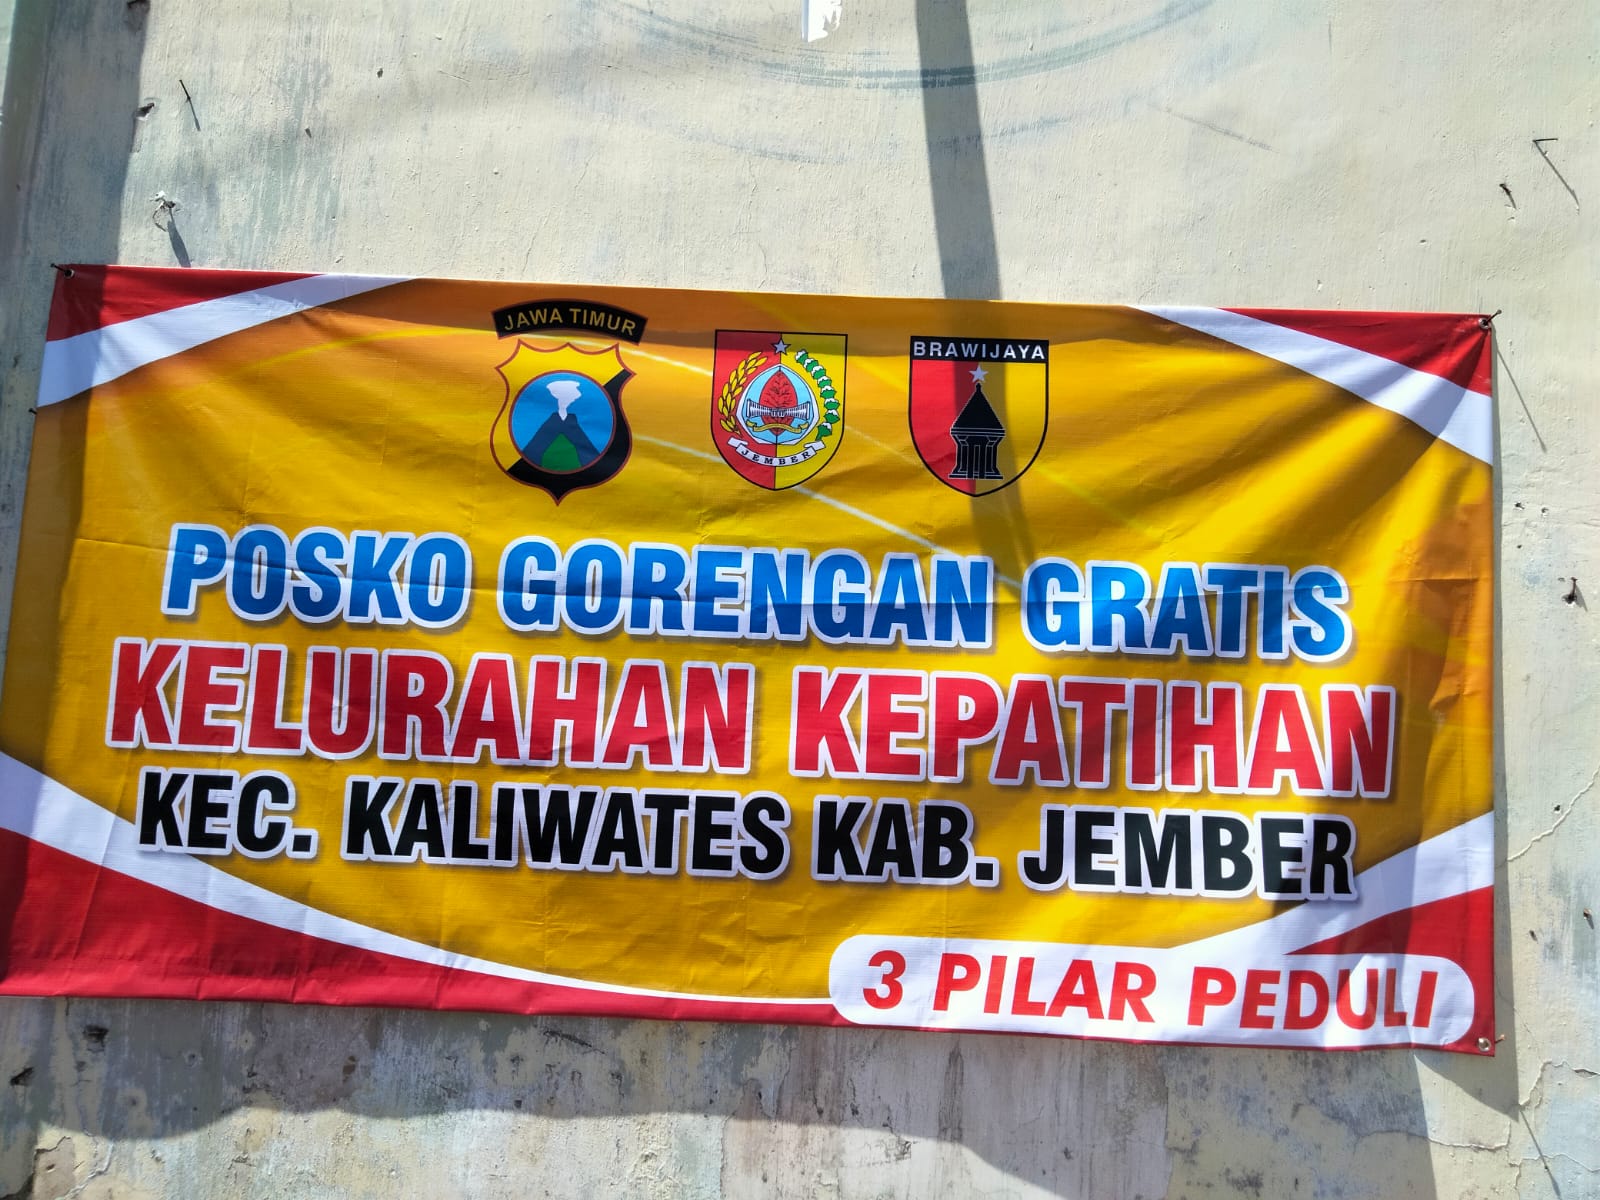 JAWA TIMUR
JEMBER
BRAWIJAYA
POSKO GORENGAN GRATIS
KELURAHAN KEPATIHAN
KEC. KALIWATES KAB. JEMBER
3 PILAR PEDULI